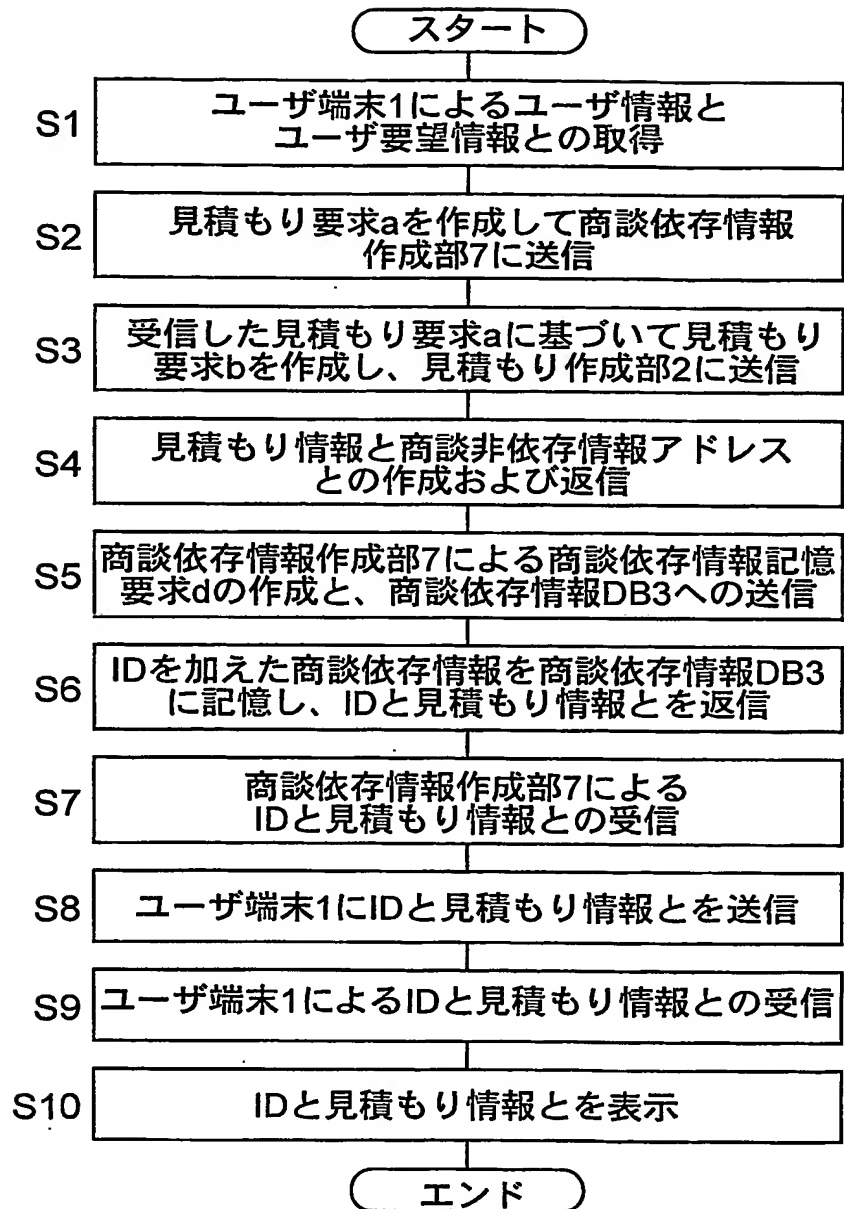 スタート
S1
ユーザ端末1によるユーザ情報と
ユーザ要望情報との取得
S2
見積もり要求aを作成して商談依存情報
作成部7に送信
S3
受信した見積もり要求aに基づいて見積もり
要求bを作成し、見積もり作成部2に送信
S4
見積もり情報と商談非依存情報アドレス
との作成および返信
S5
商談依存情報作成部7による商談依存情報記憶
要求dの作成と、商談依存情報DB3への送信
S6
IDを加えた商談依存情報を商談依存情報DB3
に記憶し、IDと見積もり情報とを返信
S7
商談依存情報作成部7による
IDと見積もり情報との受信
S8
ユーザ端末1にIDと見積もり情報とを送信
S9
ユーザ端末1によるIDと見積もり情報との受信
S10
IDと見積もり情報とを表示
エンド